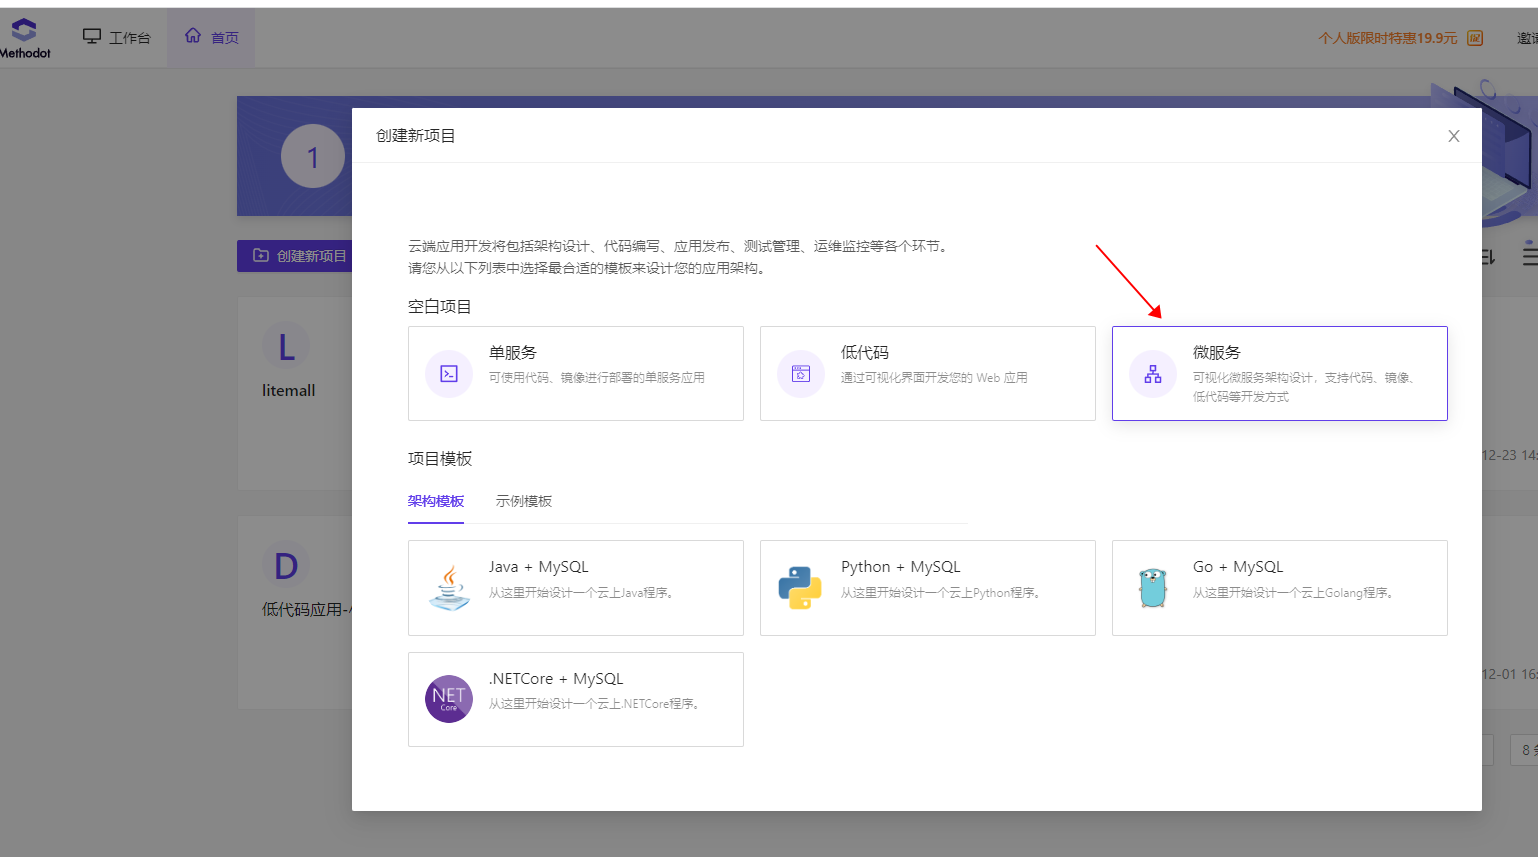 Methodot
工作台
首页
个人版限时特惠19.9元
邀请
创建新项目
1
创建新项目
云端应用开发将包括架构设计、代码编写、应用发布、测试管理、运维监控等各个环节。
请您从以下列表中选择最合适的模板来设计您的应用架构。
空白项目
单服务
可使用代码、镜像进行部署的单服务应用
低代码
通过可视化界面开发您的 Web 应用
微服务
可视化微服务架构设计，支持代码、镜像、
低代码等开发方式
L
litemall
12-23 14:
项目模板
架构模板
示例模板
Java + MySQL
从这里开始设计一个云上Java程序。
Python + MySQL
从这里开始设计一个云上Python程序。
Go + MySQL
从这里开始设计一个云上Golang程序。
D
低代码应用-
12-01 16:
.NETCore + MySQL
从这里开始设计一个云上.NETCore程序。
NET
Core
8 条